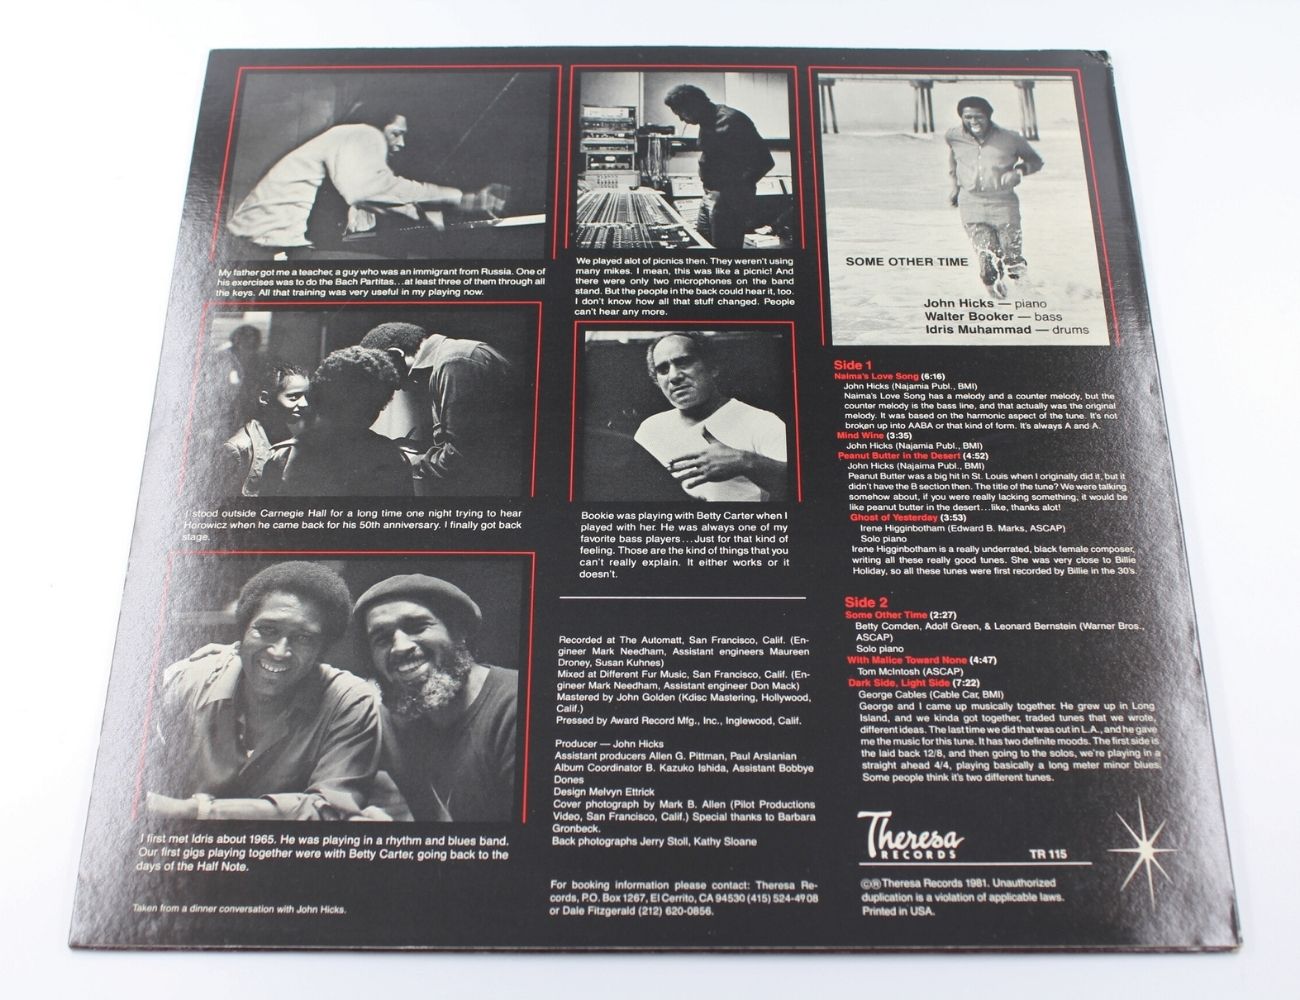 My father got me a teacher, a guy who was an immigrant from Russia. One of
his exercises was to do the Bach Partitas...at least three of them through all
the keys. All that training was very useful in my playing now.
We played alot of picnics then. They weren't using
many mikes. I mean, this was like a picnic! And
there were only two microphones on the band
stand. But the people in the back could hear it, too.
I don't know how all that stuff changed. People
can't hear any more.
SOME OTHER TIME
John Hicks — piano
Walter Booker — bass
Idris Muhammad — drums
I stood outside Carnegie Hall for a long time one night trying to hear
Horowicz when he came back for his 50th anniversary. I finally got back
stage.
Bookie was playing with Betty Carter when I
played with her. He was always one of my
favorite bass players...Just for that kind of
feeling. Those are the kind of things that you
can't really explain. It either works or it
doesn't.
I first met Idris about 1965. He was playing in a rhythm and blues band.
Our first gigs playing together were with Betty Carter, going back to the
days of the Half Note.
Taken from a dinner conversation with John Hicks.
Recorded at The Automatt, San Francisco, Calif. (En-
gineer Mark Needham, Assistant engineers Maureen
Droney, Susan Kuhnes)
Mixed at Different Fur Music, San Francisco, Calif. (En-
gineer Mark Needham, Assistant engineer Don Mack)
Mastered by John Golden (Kdisc Mastering, Hollywood,
Calif.)
Pressed by Award Record Mfg., Inc., Inglewood, Calif.
Producer — John Hicks
Assistant producers Allen G. Pittman, Paul Arslanian
Album Coordinator B. Kazuko Ishida, Assistant Bobbye
Dones
Design Melvyn Ettrick
Cover photograph by Mark B. Allen (Pilot Productions
Video, San Francisco, Calif.) Special thanks to Barbara
Gronbeck.
Back photographs Jerry Stoll, Kathy Sloane
For booking information please contact: Theresa Re-
cords, P.O. Box 1267, El Cerrito, CA 94530 (415) 524-4908
or Dale Fitzgerald (212) 620-0856.
Side 1
Naima's Love Song (6:16)
John Hicks (Najamia Publ., BMI)
Naima's Love Song has a melody and a counter melody, but the
counter melody is the bass line, and that actually was the original
melody. It was based on the harmonic aspect of the tune. It's not
broken up into AABA or that kind of form. It's always A and A.
Mind Wine (3:35)
John Hicks (Najamia Publ., BMI)
Peanut Butter in the Desert (4:52)
John Hicks (Najaima Publ., BMI)
Peanut Butter was a big hit in St. Louis when I originally did it, but it
didn't have the B section then. The title of the tune? We were talking
somehow about, if you were really lacking something, it would be
like peanut butter in the desert...like, thanks alot!
Ghost of Yesterday (3:53)
Irene Higginbotham (Edward B. Marks, ASCAP)
Solo piano
Irene Higginbotham is a really underrated, black female composer,
writing all these really good tunes. She was very close to Billie
Holiday, so all these tunes were first recorded by Billie in the 30's.
Side 2
Some Other Time (2:27)
Betty Comden, Adolf Green, & Leonard Bernstein (Warner Bros.,
ASCAP)
Solo piano
With Malice Toward None (4:47)
Tom McIntosh (ASCAP)
Dark Side, Light Side (7:22)
George Cables (Cable Car, BMI)
George and I came up musically together. He grew up in Long
Island, and we kinda got together, traded tunes that we wrote,
different ideas. The last time we did that was out in L.A., and he gave
me the music for this tune. It has two definite moods. The first side is
the laid back 12/8, and then going to the solos, we're playing in a
straight ahead 4/4, playing basically a long meter minor blues.
Some people think it's two different tunes.
Theresa
RECORDS
TR 115
©℗ Theresa Records 1981. Unauthorized
duplication is a violation of applicable laws.
Printed in USA.